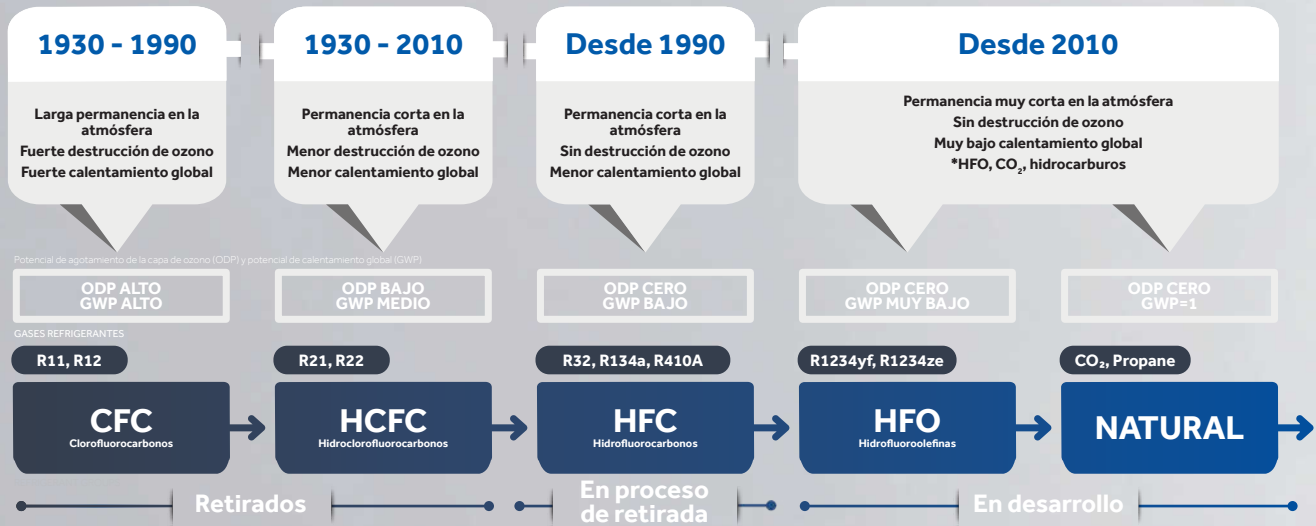 1930 - 1990
Larga permanencia en la
atmósfera
Fuerte destrucción de ozono
Fuerte calentamiento global
1930 - 2010
Permanencia corta en la
atmósfera
Menor destrucción de ozono
Menor calentamiento global
Desde 1990
Permanencia corta en la
atmósfera
Sin destrucción de ozono
Menor calentamiento global
Desde 2010
Permanencia muy corta en la atmósfera
Sin destrucción de ozono
Muy bajo calentamiento global
*HFO, CO₂, hidrocarburos
Potencial de agotamiento de la capa de ozono (ODP) y potencial de calentamiento global (GWP)
ODP ALTO
GWP ALTO
ODP BAJO
GWP MEDIO
ODP CERO
GWP BAJO
ODP CERO
GWP MUY BAJO
ODP CERO
GWP=1
GASES REFRIGERANTES
R11, R12
R21, R22
R32, R134a, R410A
R1234yf, R1234ze
CO₂, Propane
CFC
Clorofluorocarbonos
HCFC
Hidroclorofluorocarbonos
HFC
Hidrofluorocarbonos
HFO
Hidrofluoroolefinas
NATURAL
Retirados
En proceso
de retirada
En desarrollo